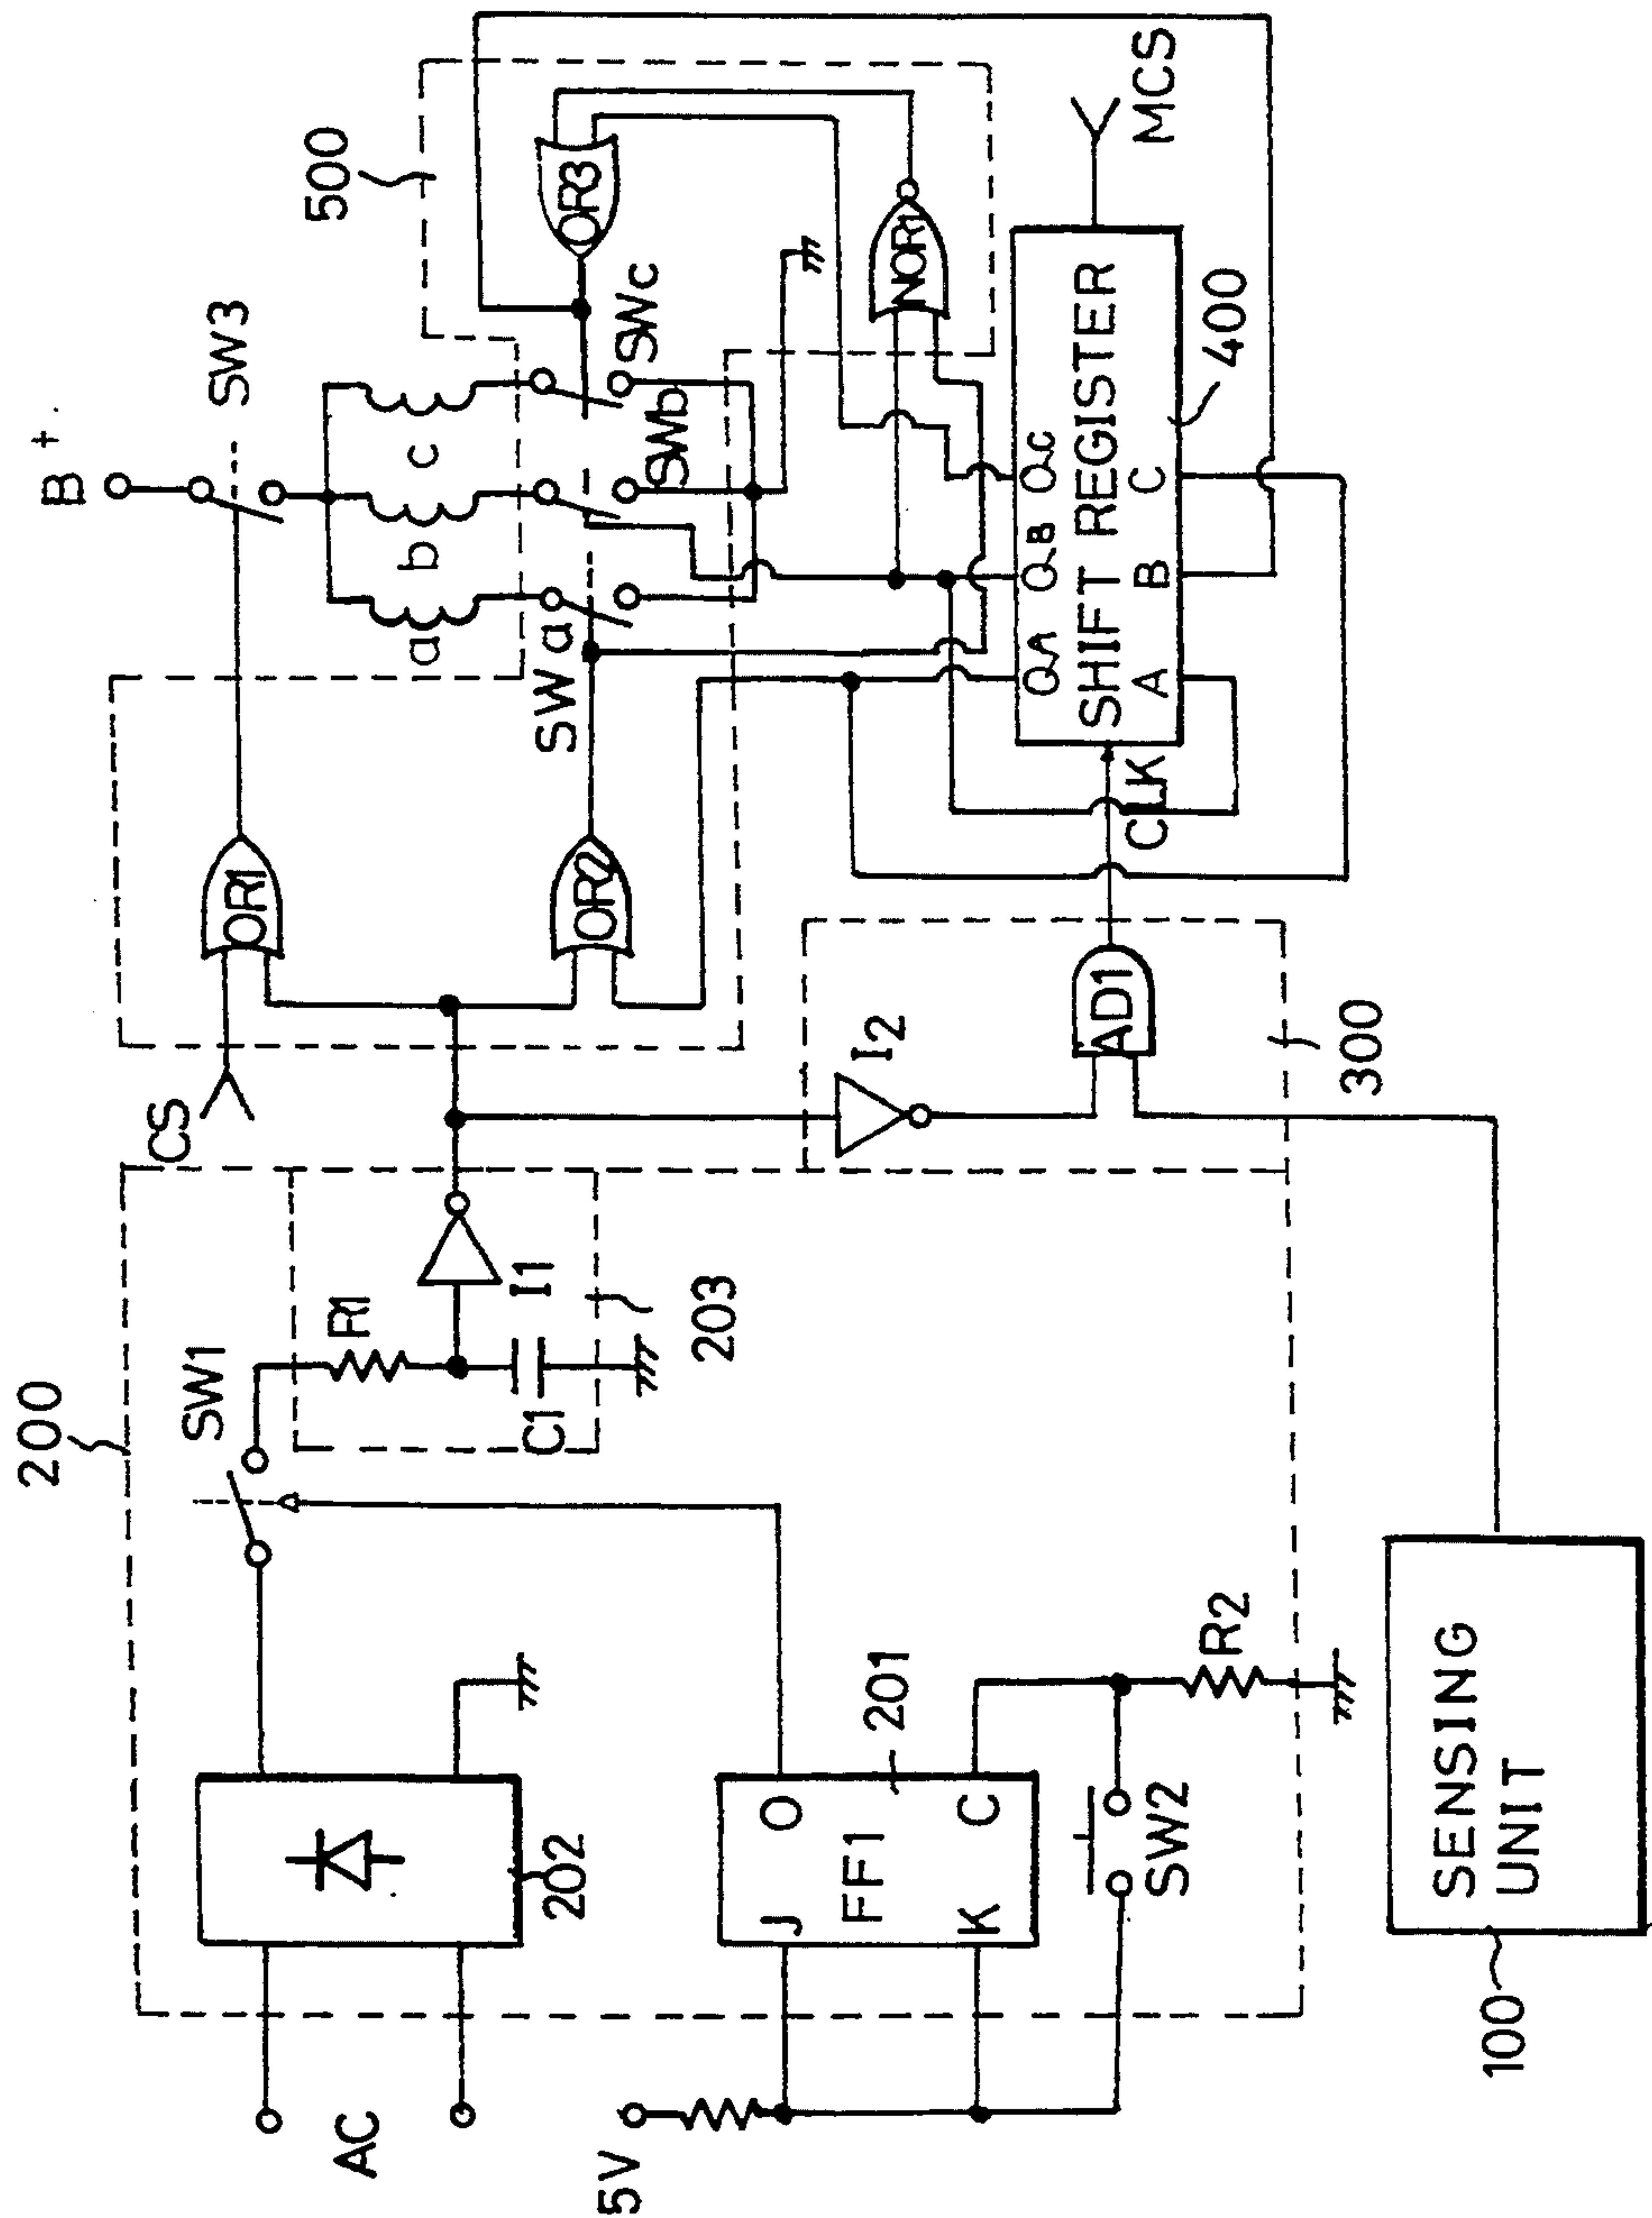 B+
SW3
500
OR3
SWc
SWb
c
b
a
SW a
NOR1
MCS
QA QB QC
SHIFT REGISTER
A B C
400
CLK
OR1
OR2
CS
I2
AD1
300
200
SW1
R1
I1
C1
203
202
AC
5V
J
O
FF1
K
C
201
SW2
R2
SENSING
UNIT
100